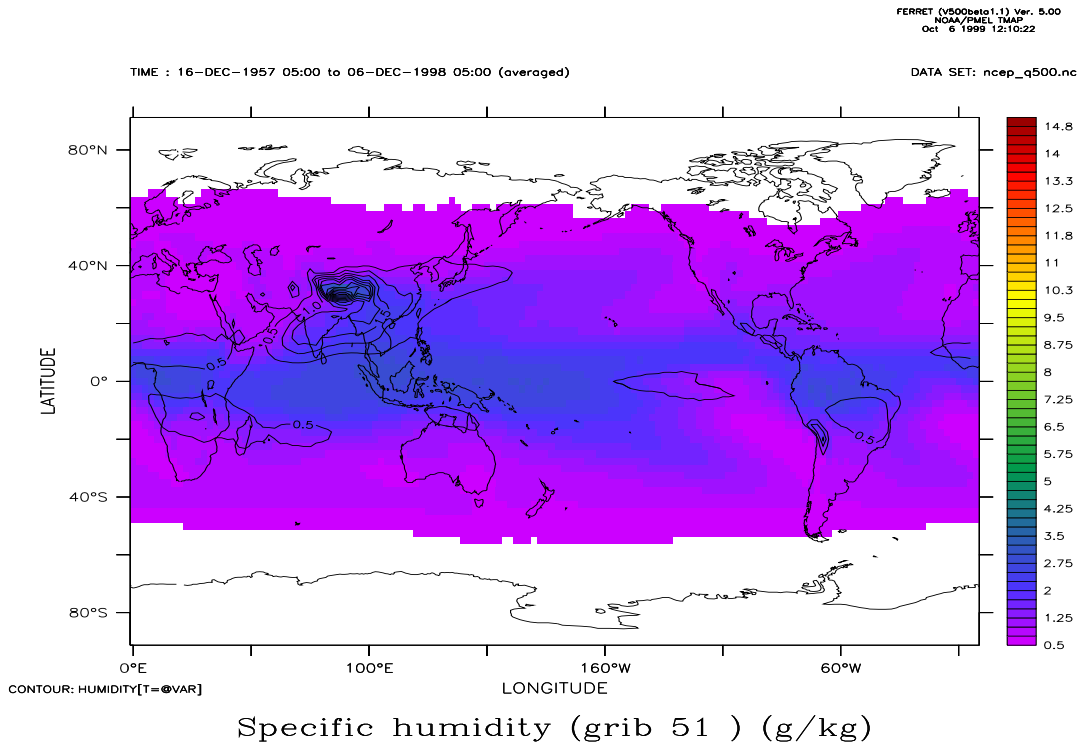 FERRET (V500beta1.1) Ver. 5.00
NOAA/PMEL TMAP
Oct 6 1999 12:10:22
TIME : 16-DEC-1957 05:00 to 06-DEC-1998 05:00 (averaged)
DATA SET: ncep_q500.nc
80°N
40°N
0°
40°S
80°S
LATITUDE
0.5
0.5
1.0
.5
0.5
0.5
14.8
14
13.3
12.5
11.8
11
10.3
9.5
8.75
8
7.25
6.5
5.75
5
4.25
3.5
2.75
2
1.25
0.5
0°E
100°E
160°W
60°W
LONGITUDE
CONTOUR: HUMIDITY[T=@VAR]
Specific humidity (grib 51 ) (g/kg)